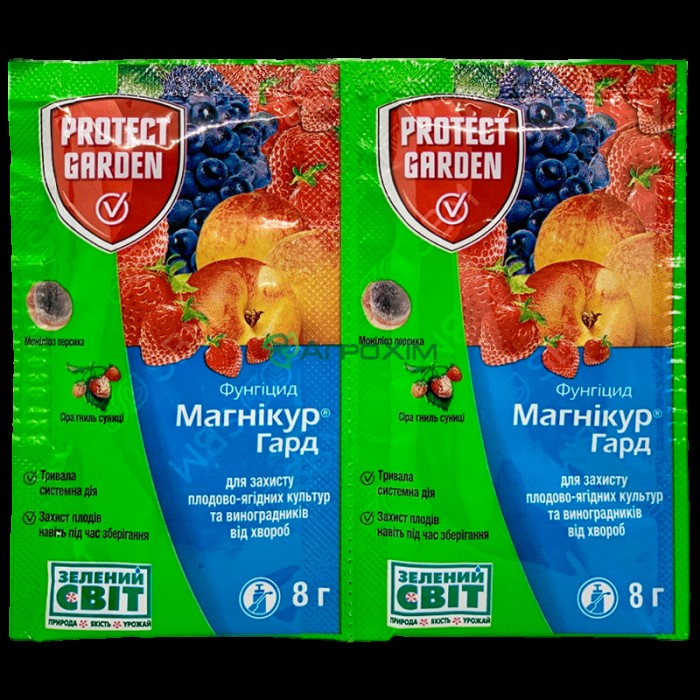 PROTECT
GARDEN
Моніліоз персика
Сіра гниль суниці
Фунгіцид
Магнікур®
Гард
для захисту
плодово-ягідних культур
та виноградників
від хвороб
Тривала
системна дія
Захист плодів
навіть під час зберігання
ЗЕЛЕНИЙ
СВІТ
ПРИРОДА ЯКІСТЬ УРОЖАЙ
8 г
PROTECT
GARDEN
Моніліоз персика
Сіра гниль суниці
Фунгіцид
Магнікур®
Гард
для захисту
плодово-ягідних культур
та виноградників
від хвороб
Тривала
системна дія
Захист плодів
навіть під час зберігання
ЗЕЛЕНИЙ
СВІТ
ПРИРОДА ЯКІСТЬ УРОЖАЙ
8 г
АГРОХІМ